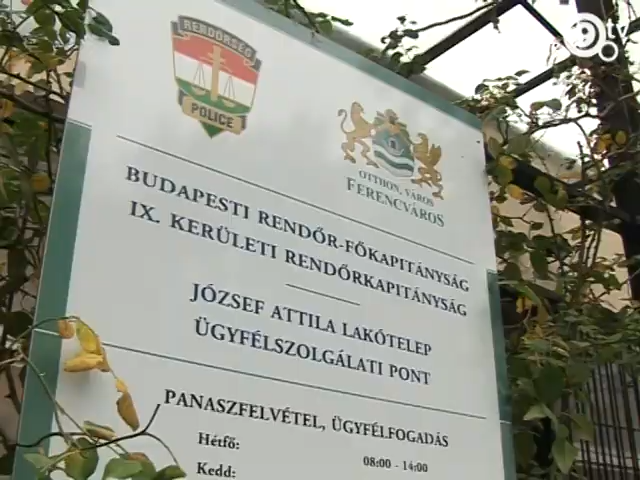 RENDŐRSÉG
POLICE
OTTHON, VÁROS
FERENCVÁROS
BUDAPESTI RENDŐR-FŐKAPITÁNYSÁG
IX. KERÜLETI RENDŐRKAPITÁNYSÁG
JÓZSEF ATTILA LAKÓTELEP
ÜGYFÉLSZOLGÁLATI PONT
PANASZFELVÉTEL, ÜGYFÉLFOGADÁS
Hétfő:
08:00 - 14:00
Kedd: